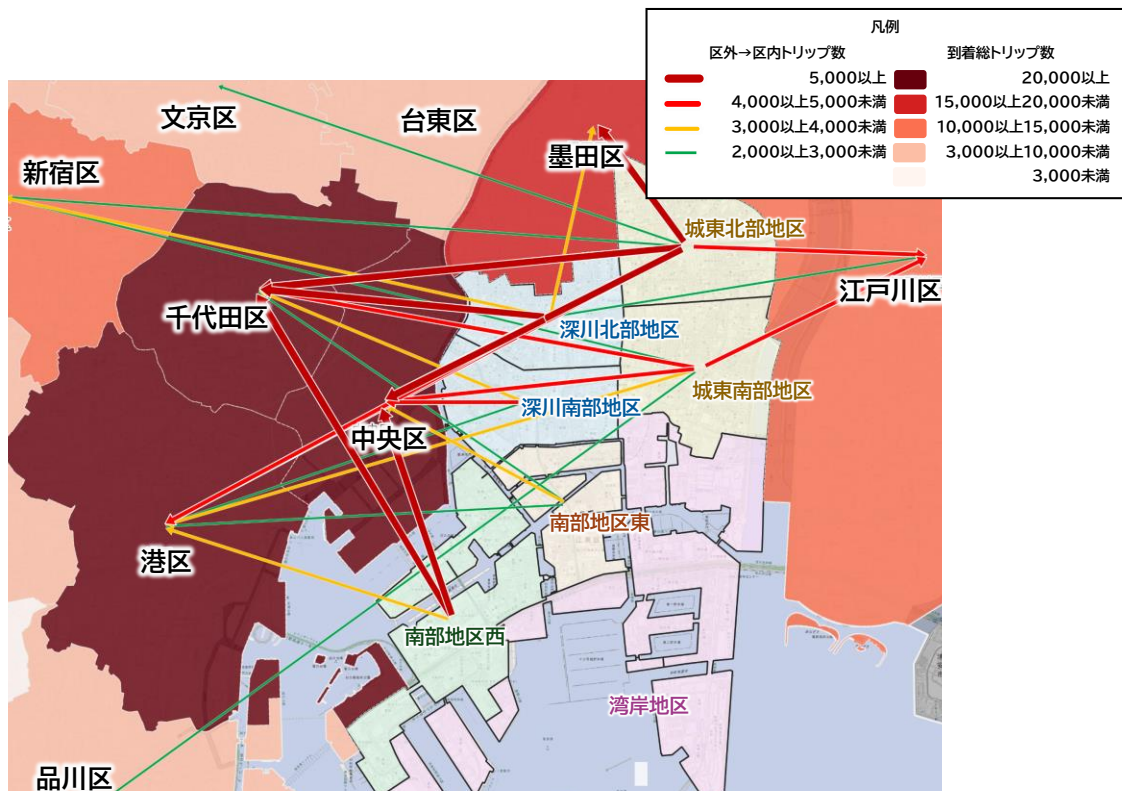 凡例
区外→区内トリップ数 到着総トリップ数
5,000以上 20,000以上
4,000以上5,000未満 15,000以上20,000未満
3,000以上4,000未満 10,000以上15,000未満
2,000以上3,000未満 3,000以上10,000未満
3,000未満
文京区
台東区
墨田区
新宿区
城東北部地区
江戸川区
千代田区
深川北部地区
城東南部地区
深川南部地区
中央区
南部地区東
港区
南部地区西
湾岸地区
品川区